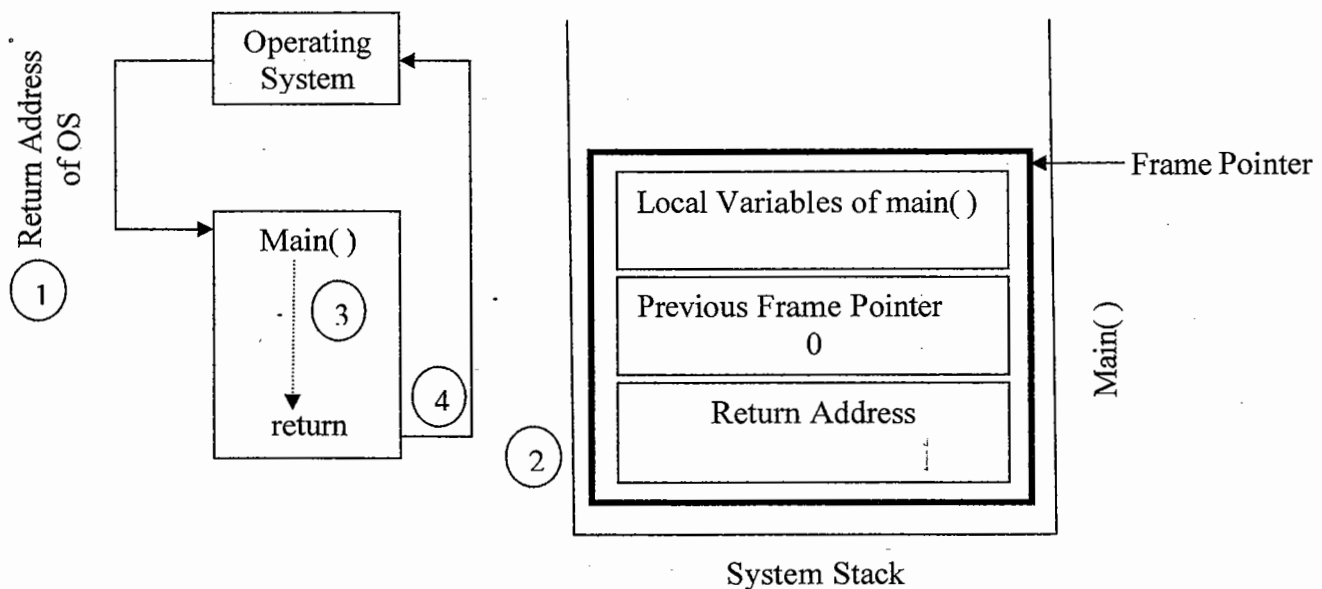 Operating
System
Return Address
of OS
1
Main( )
3
return
4
2
Local Variables of main( )
Previous Frame Pointer
0
Return Address
Frame Pointer
Main( )
System Stack